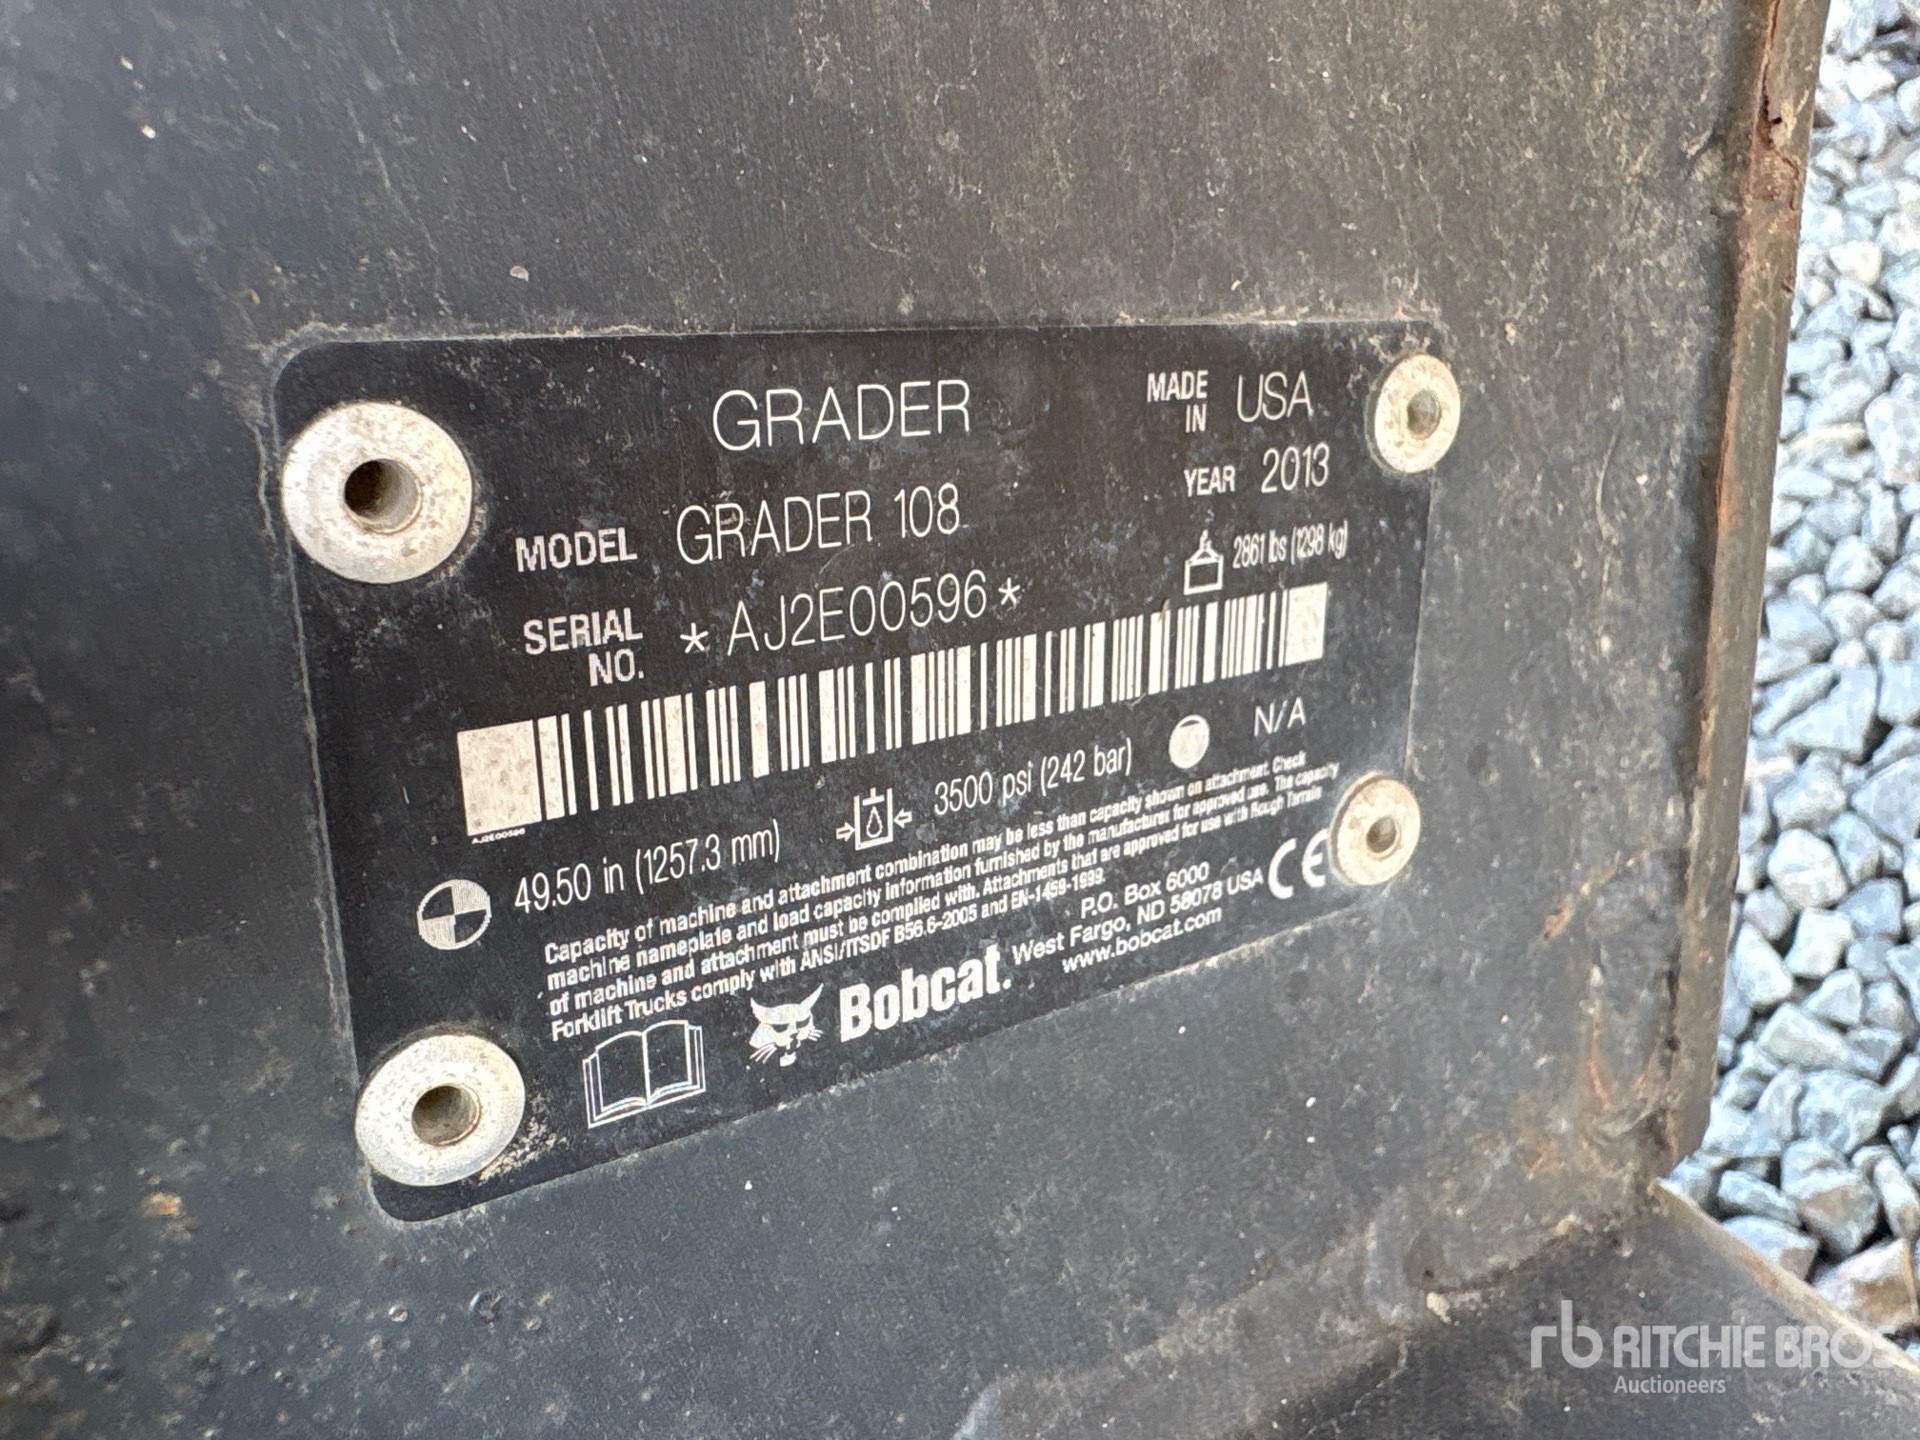 GRADER
MADE IN USA
MODEL GRADER 108
YEAR 2013
SERIAL NO. *AJ2E00596*
2861 lbs (1298 kg)
AJ2E00596
49.50 in (1257.3 mm)
3500 psi (242 bar)
N/A
Capacity of machine and attachment combination may be less than capacity shown on attachment. Check
machine nameplate and load capacity information furnished by the manufacturer for approved use. The capacity
of machine and attachment must be complied with. Attachments that are approved for use with Rough Terrain
Forklift Trucks comply with ANSI/ITSDF B56.6-2005 and EN-1459-1999.
Bobcat.
P.O. Box 6000
West Fargo, ND 58078 USA
www.bobcat.com
CE
rb RITCHIE BROS
Auctioneers